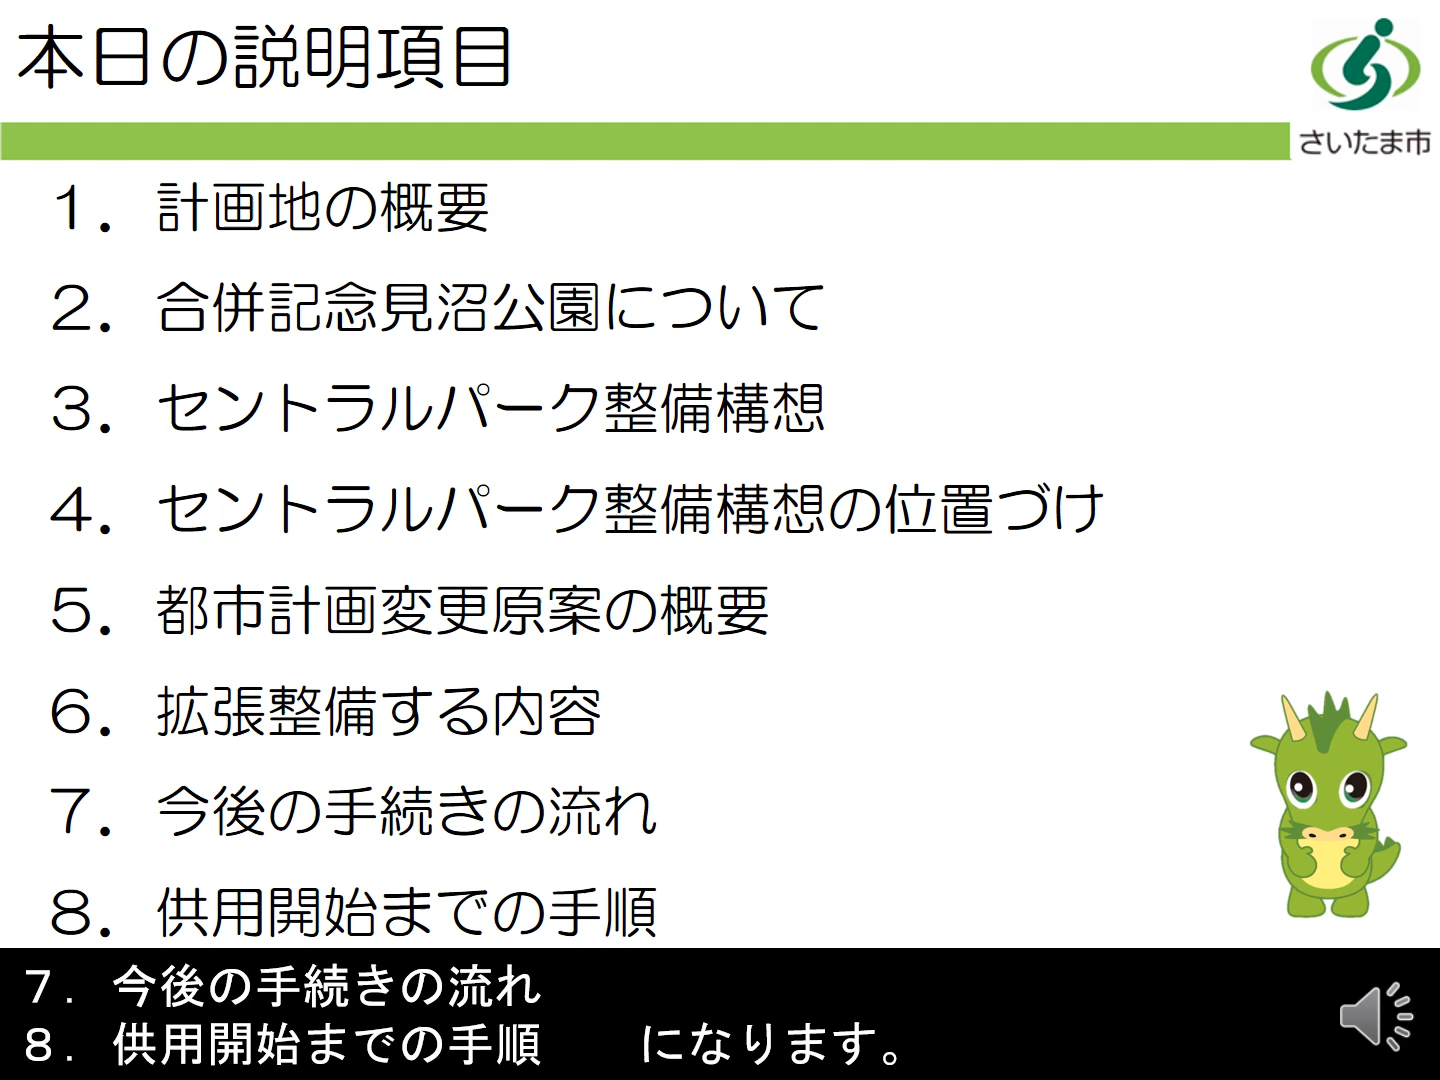 本日の説明項目
さいたま市
１．計画地の概要
２．合併記念見沼公園について
３．セントラルパーク整備構想
４．セントラルパーク整備構想の位置づけ
５．都市計画変更原案の概要
６．拡張整備する内容
７．今後の手続きの流れ
８．供用開始までの手順
７．今後の手続きの流れ
８．供用開始までの手順　　になります。